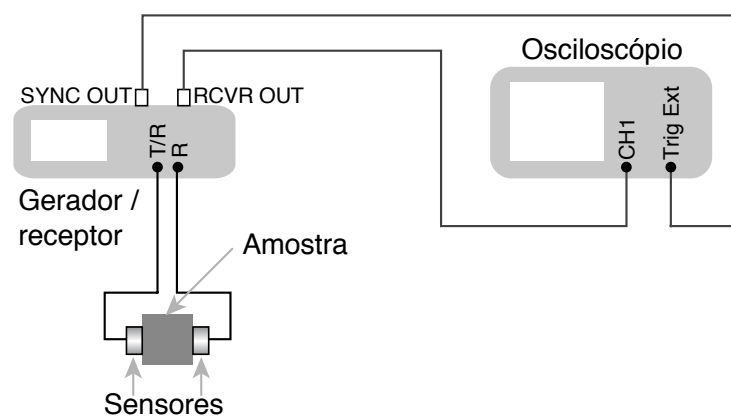 Osciloscópio
SYNC OUT
RCVR OUT
T/R
R
CH1
Trig Ext
Gerador /
receptor
Amostra
Sensores